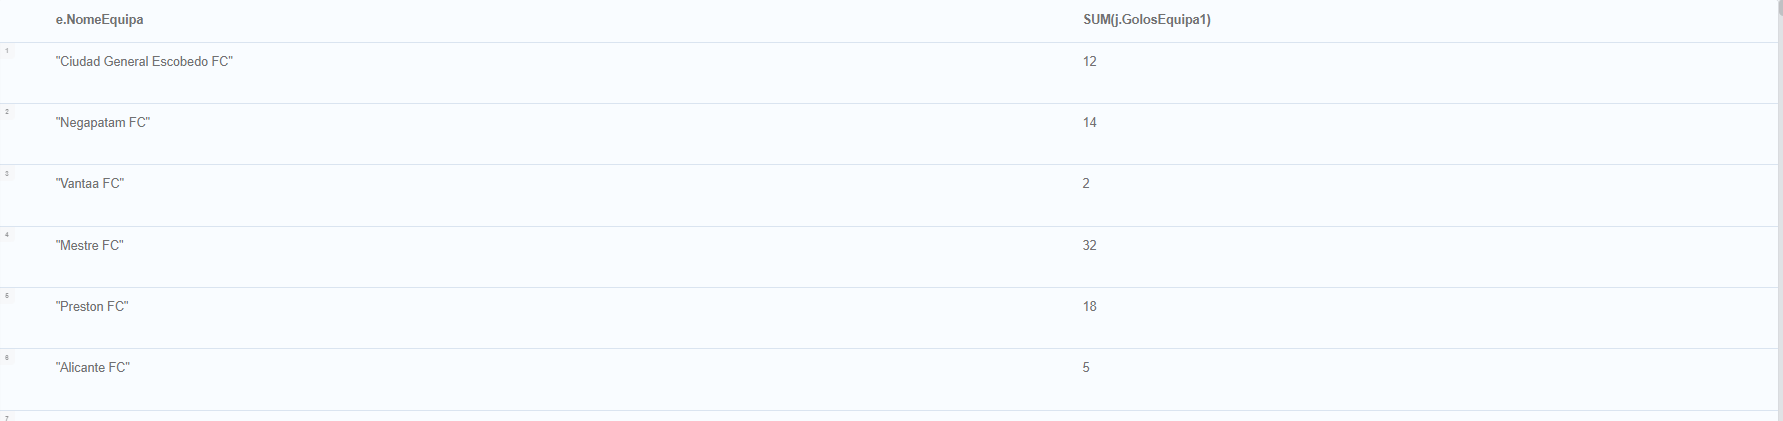 e.NomeEquipa SUM(j.GolosEquipa1)
1
"Ciudad General Escobedo FC" 12
2
"Negapatam FC" 14
3
"Vantaa FC" 2
4
"Mestre FC" 32
5
"Preston FC" 18
6
"Alicante FC" 5
7